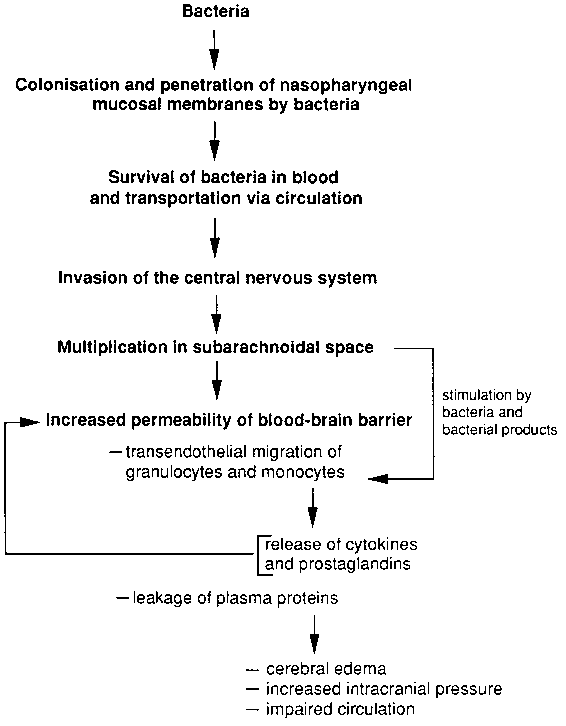 Bacteria
Colonisation and penetration of nasopharyngeal
mucosal membranes by bacteria
Survival of bacteria in blood
and transportation via circulation
Invasion of the central nervous system
Multiplication in subarachnoidal space
stimulation by
bacteria and
bacterial products
Increased permeability of blood-brain barrier
– transendothelial migration of
granulocytes and monocytes
release of cytokines
and prostaglandins
– leakage of plasma proteins
– cerebral edema
– increased intracranial pressure
– impaired circulation